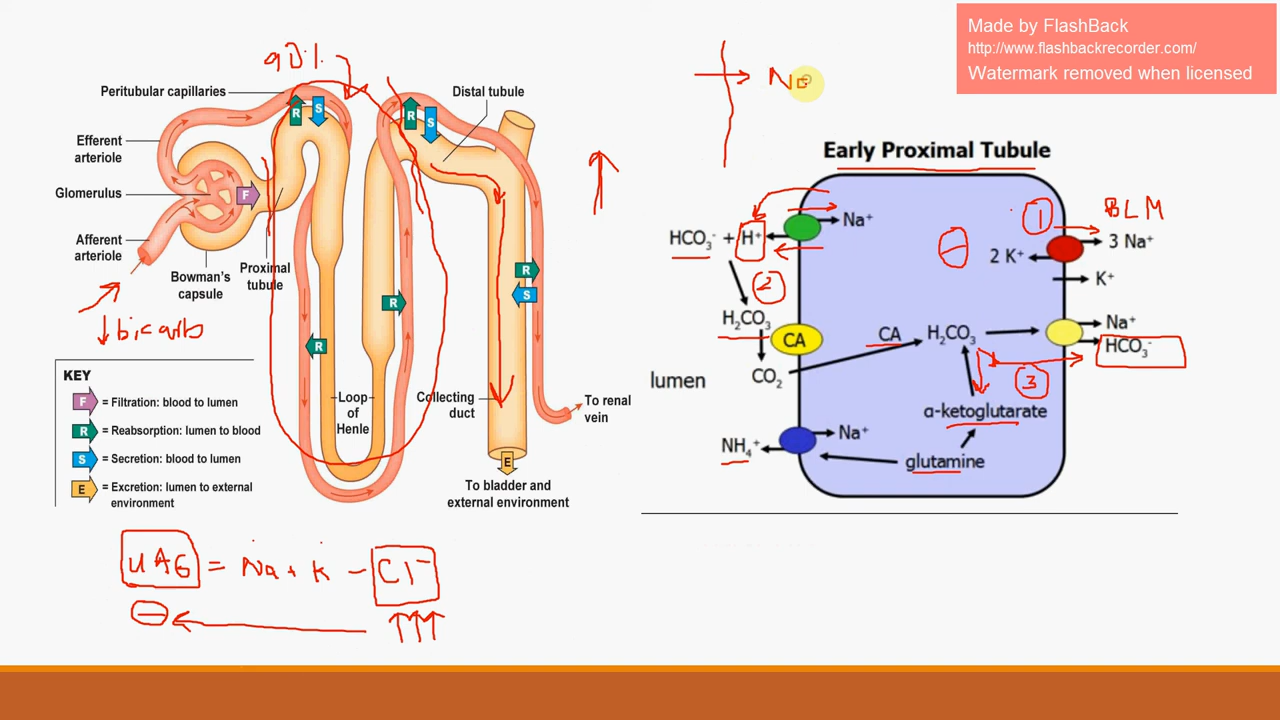 Made by FlashBack
http://www.flashbackrecorder.com/
Watermark removed when licensed
90%
Peritubular capillaries
Distal tubule
Efferent
arteriole
Glomerulus
Afferent
arteriole
Bowman's
capsule
Proximal
tubule
R
S
R
S
F
R
R
R
S
↓ bicarb
Loop
of
Henle
Collecting
duct
To renal
vein
E
To bladder and
external environment
KEY
F = Filtration: blood to lumen
R = Reabsorption: lumen to blood
S = Secretion: blood to lumen
E = Excretion: lumen to external
environment
UAG = Na + K - Cl⁻
−
↑↑↑
Early Proximal Tubule
BLM
1
Na⁺
HCO₃⁻ + H⁺
−
2 K⁺
3 Na⁺
K⁺
2
H₂CO₃
CA
CA
H₂CO₃
Na⁺
HCO₃⁻
CO₂
lumen
3
α-ketoglutarate
NH₄⁺
Na⁺
glutamine